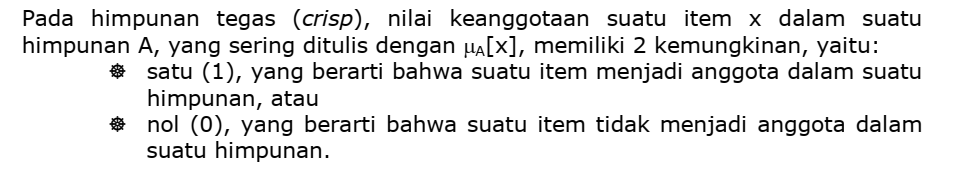 Pada himpunan tegas (crisp), nilai keanggotaan suatu item x dalam suatu
himpunan A, yang sering ditulis dengan μA[x], memiliki 2 kemungkinan, yaitu:
satu (1), yang berarti bahwa suatu item menjadi anggota dalam suatu
himpunan, atau
nol (0), yang berarti bahwa suatu item tidak menjadi anggota dalam
suatu himpunan.